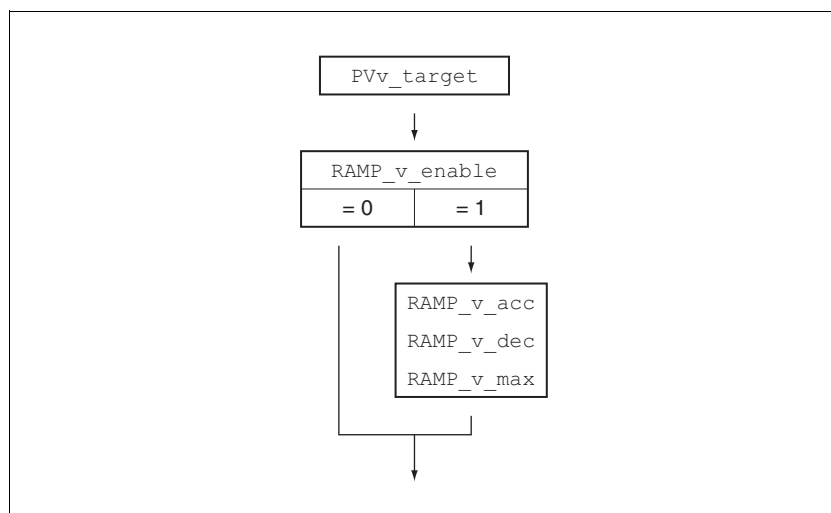 PVv_target
RAMP_v_enable
= 0 = 1
RAMP_v_acc
RAMP_v_dec
RAMP_v_max